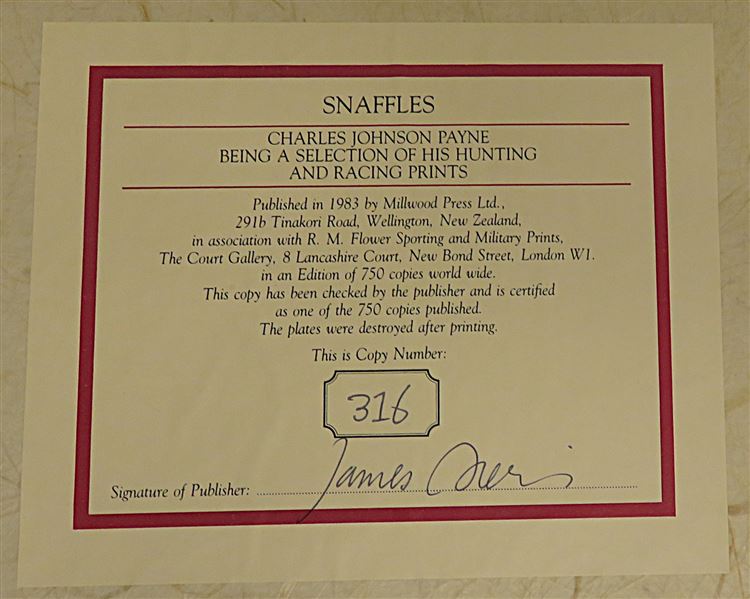 SNAFFLES
CHARLES JOHNSON PAYNE
BEING A SELECTION OF HIS HUNTING
AND RACING PRINTS
Published in 1983 by Millwood Press Ltd.,
291b Tinakori Road, Wellington, New Zealand,
in association with R. M. Flower Sporting and Military Prints,
The Court Gallery, 8 Lancashire Court, New Bond Street, London W1.
in an Edition of 750 copies world wide.
This copy has been checked by the publisher and is certified
as one of the 750 copies published.
The plates were destroyed after printing.
This is Copy Number:
316
Signature of Publisher: James